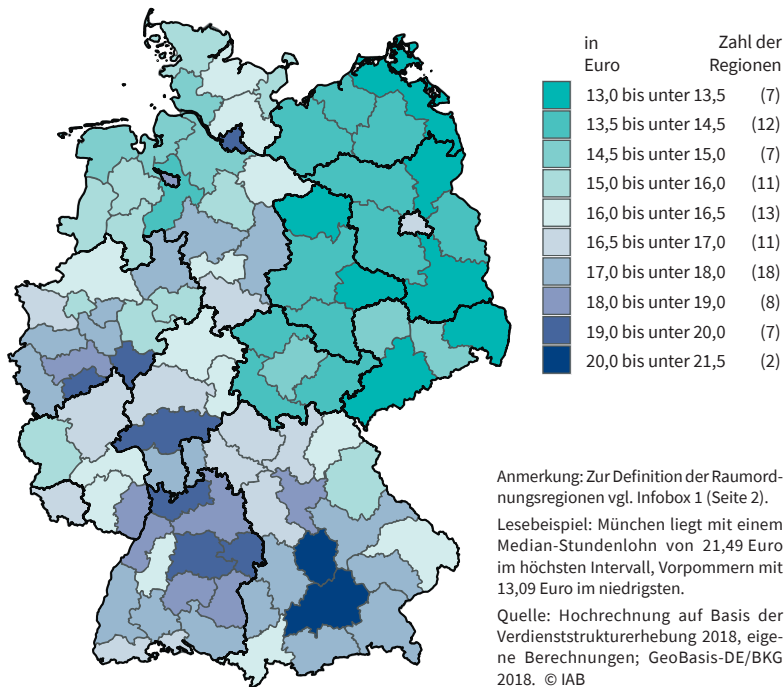 in Euro
Zahl der Regionen
13,0 bis unter 13,5 (7)
13,5 bis unter 14,5 (12)
14,5 bis unter 15,0 (7)
15,0 bis unter 16,0 (11)
16,0 bis unter 16,5 (13)
16,5 bis unter 17,0 (11)
17,0 bis unter 18,0 (18)
18,0 bis unter 19,0 (8)
19,0 bis unter 20,0 (7)
20,0 bis unter 21,5 (2)
Anmerkung: Zur Definition der Raumord-
nungsregionen vgl. Infobox 1 (Seite 2).
Lesebeispiel: München liegt mit einem
Median-Stundenlohn von 21,49 Euro
im höchsten Intervall, Vorpommern mit
13,09 Euro im niedrigsten.
Quelle: Hochrechnung auf Basis der
Verdienststrukturerhebung 2018, eige-
ne Berechnungen; GeoBasis-DE/BKG
2018. © IAB